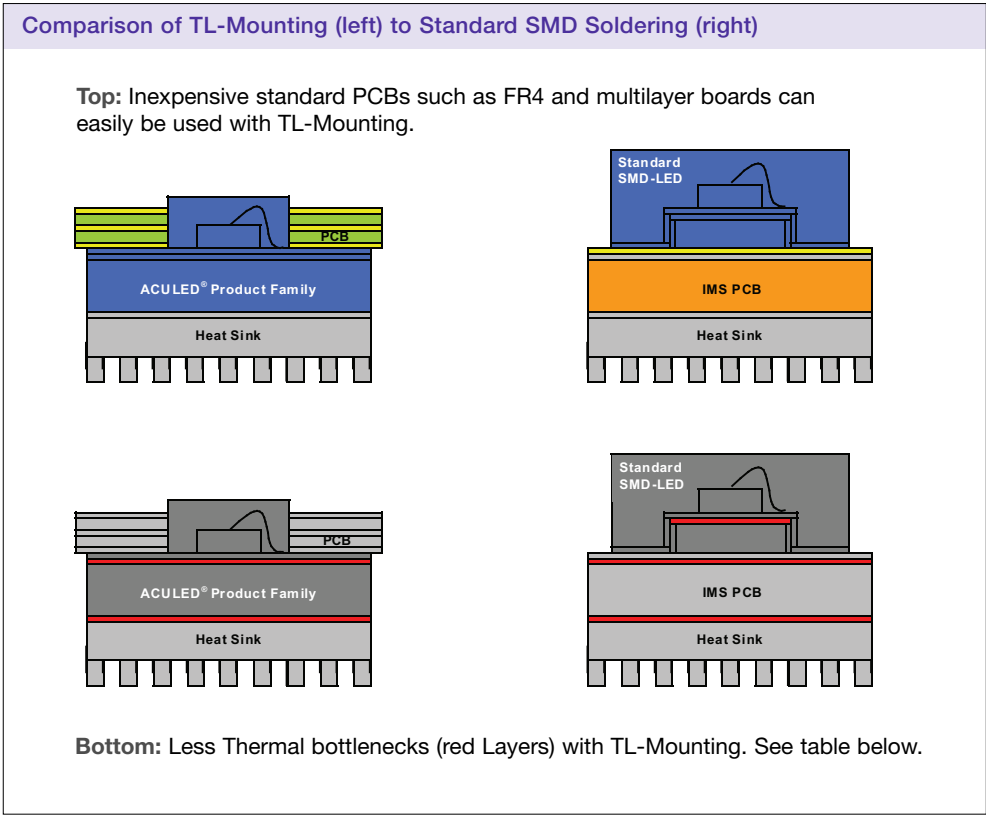 Comparison of TL-Mounting (left) to Standard SMD Soldering (right)
Top: Inexpensive standard PCBs such as FR4 and multilayer boards can
easily be used with TL-Mounting.
Standard
SMD-LED
PCB
ACULED® Product Family
IMS PCB
Heat Sink
Heat Sink
Standard
SMD-LED
PCB
ACULED® Product Family
IMS PCB
Heat Sink
Heat Sink
Bottom: Less Thermal bottlenecks (red Layers) with TL-Mounting. See table below.